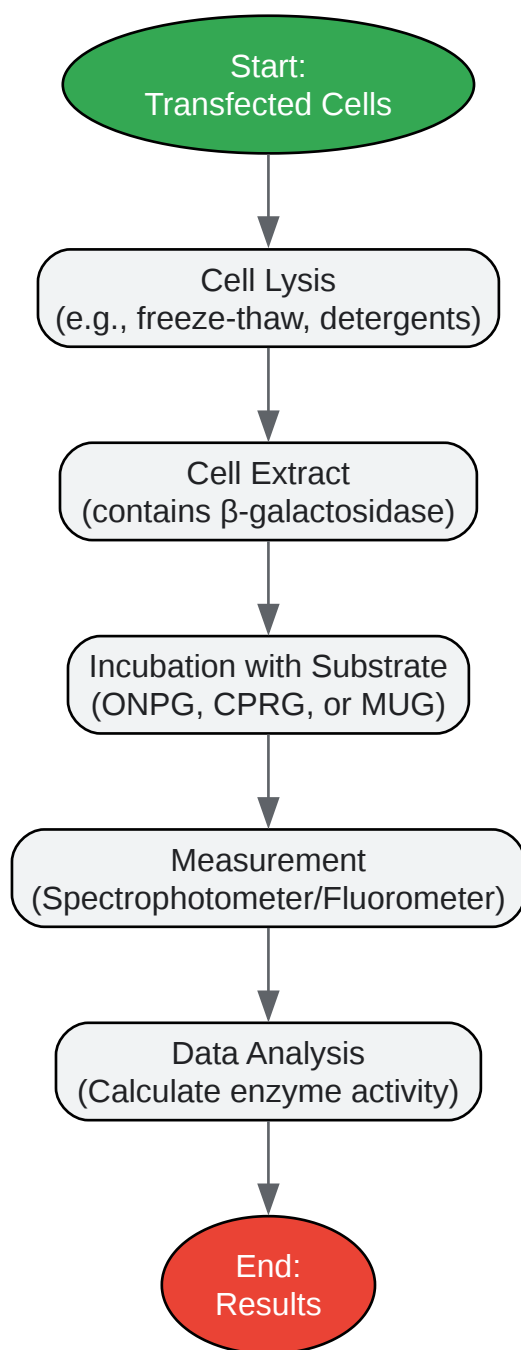 Start:
Transfected Cells
Cell Lysis
(e.g., freeze-thaw, detergents)
Cell Extract
(contains β-galactosidase)
Incubation with Substrate
(ONPG, CPRG, or MUG)
Measurement
(Spectrophotometer/Fluorometer)
Data Analysis
(Calculate enzyme activity)
End:
Results